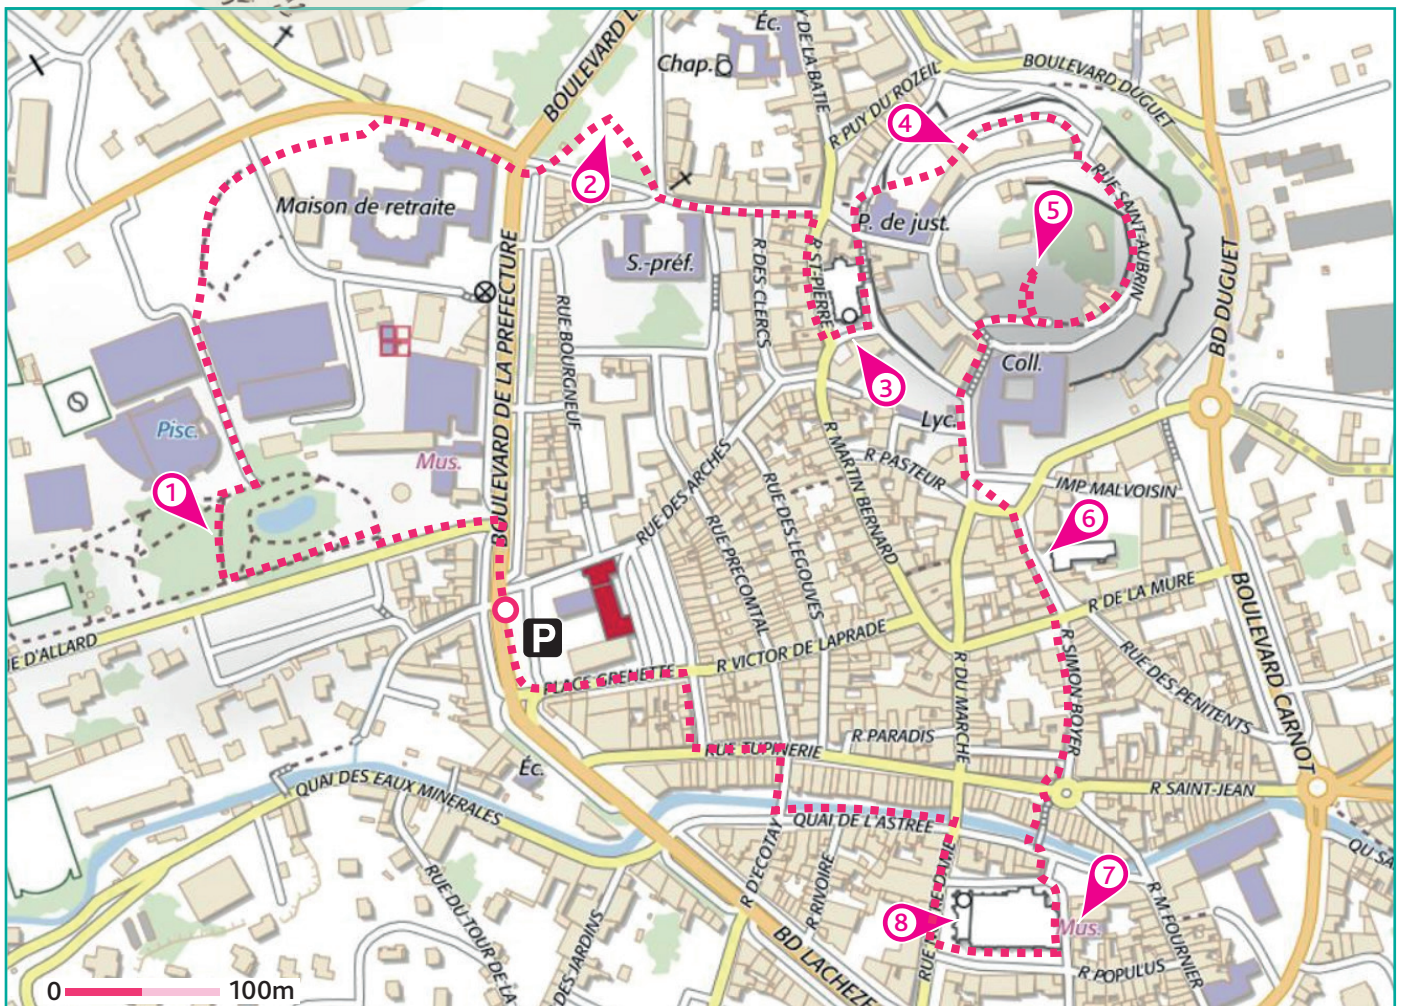 BOULEVARD L
Éc.
Y DE LA BATIE
Chap.
BOULEVARD DUGUET
R PUY DU ROZEIL
4
2
Maison de retraite
RUE SAINT-AUBRIN
5
P. de just.
S.-préf.
R DES CLERCS
R ST-PIERRE
BOULEVARD DE LA PREFECTURE
BD DUGUET
RUE BOURGNEUF
3
Coll.
Lyc.
Pisc.
Mus.
R MARTIN BERNARD
R PASTEUR
IMP MALVOISIN
1
RUE DES ARCHES
RUE DES LEGOUVES
RUE PRECOMTAL
6
R DE LA MURE
BOULEVARD CARNOT
P
IE D'ALLARD
R VICTOR DE LAPRADE
PLACE GRENETTE
R DU MARCHE
R SIMON BOYER
RUE DES PENITENTS
RUE TUPINERIE
R PARADIS
Éc.
QUAI DES EAUX MINERALES
R SAINT-JEAN
QUAI DE L'ASTREE
QU SA
R D'ECOTAY
R RIVOIRE
RUE DU TOUR DE LA
DES JARDINS
7
8
Mus.
R M FOURNIER
BD LACHEZE
R POPULUS
0
100m